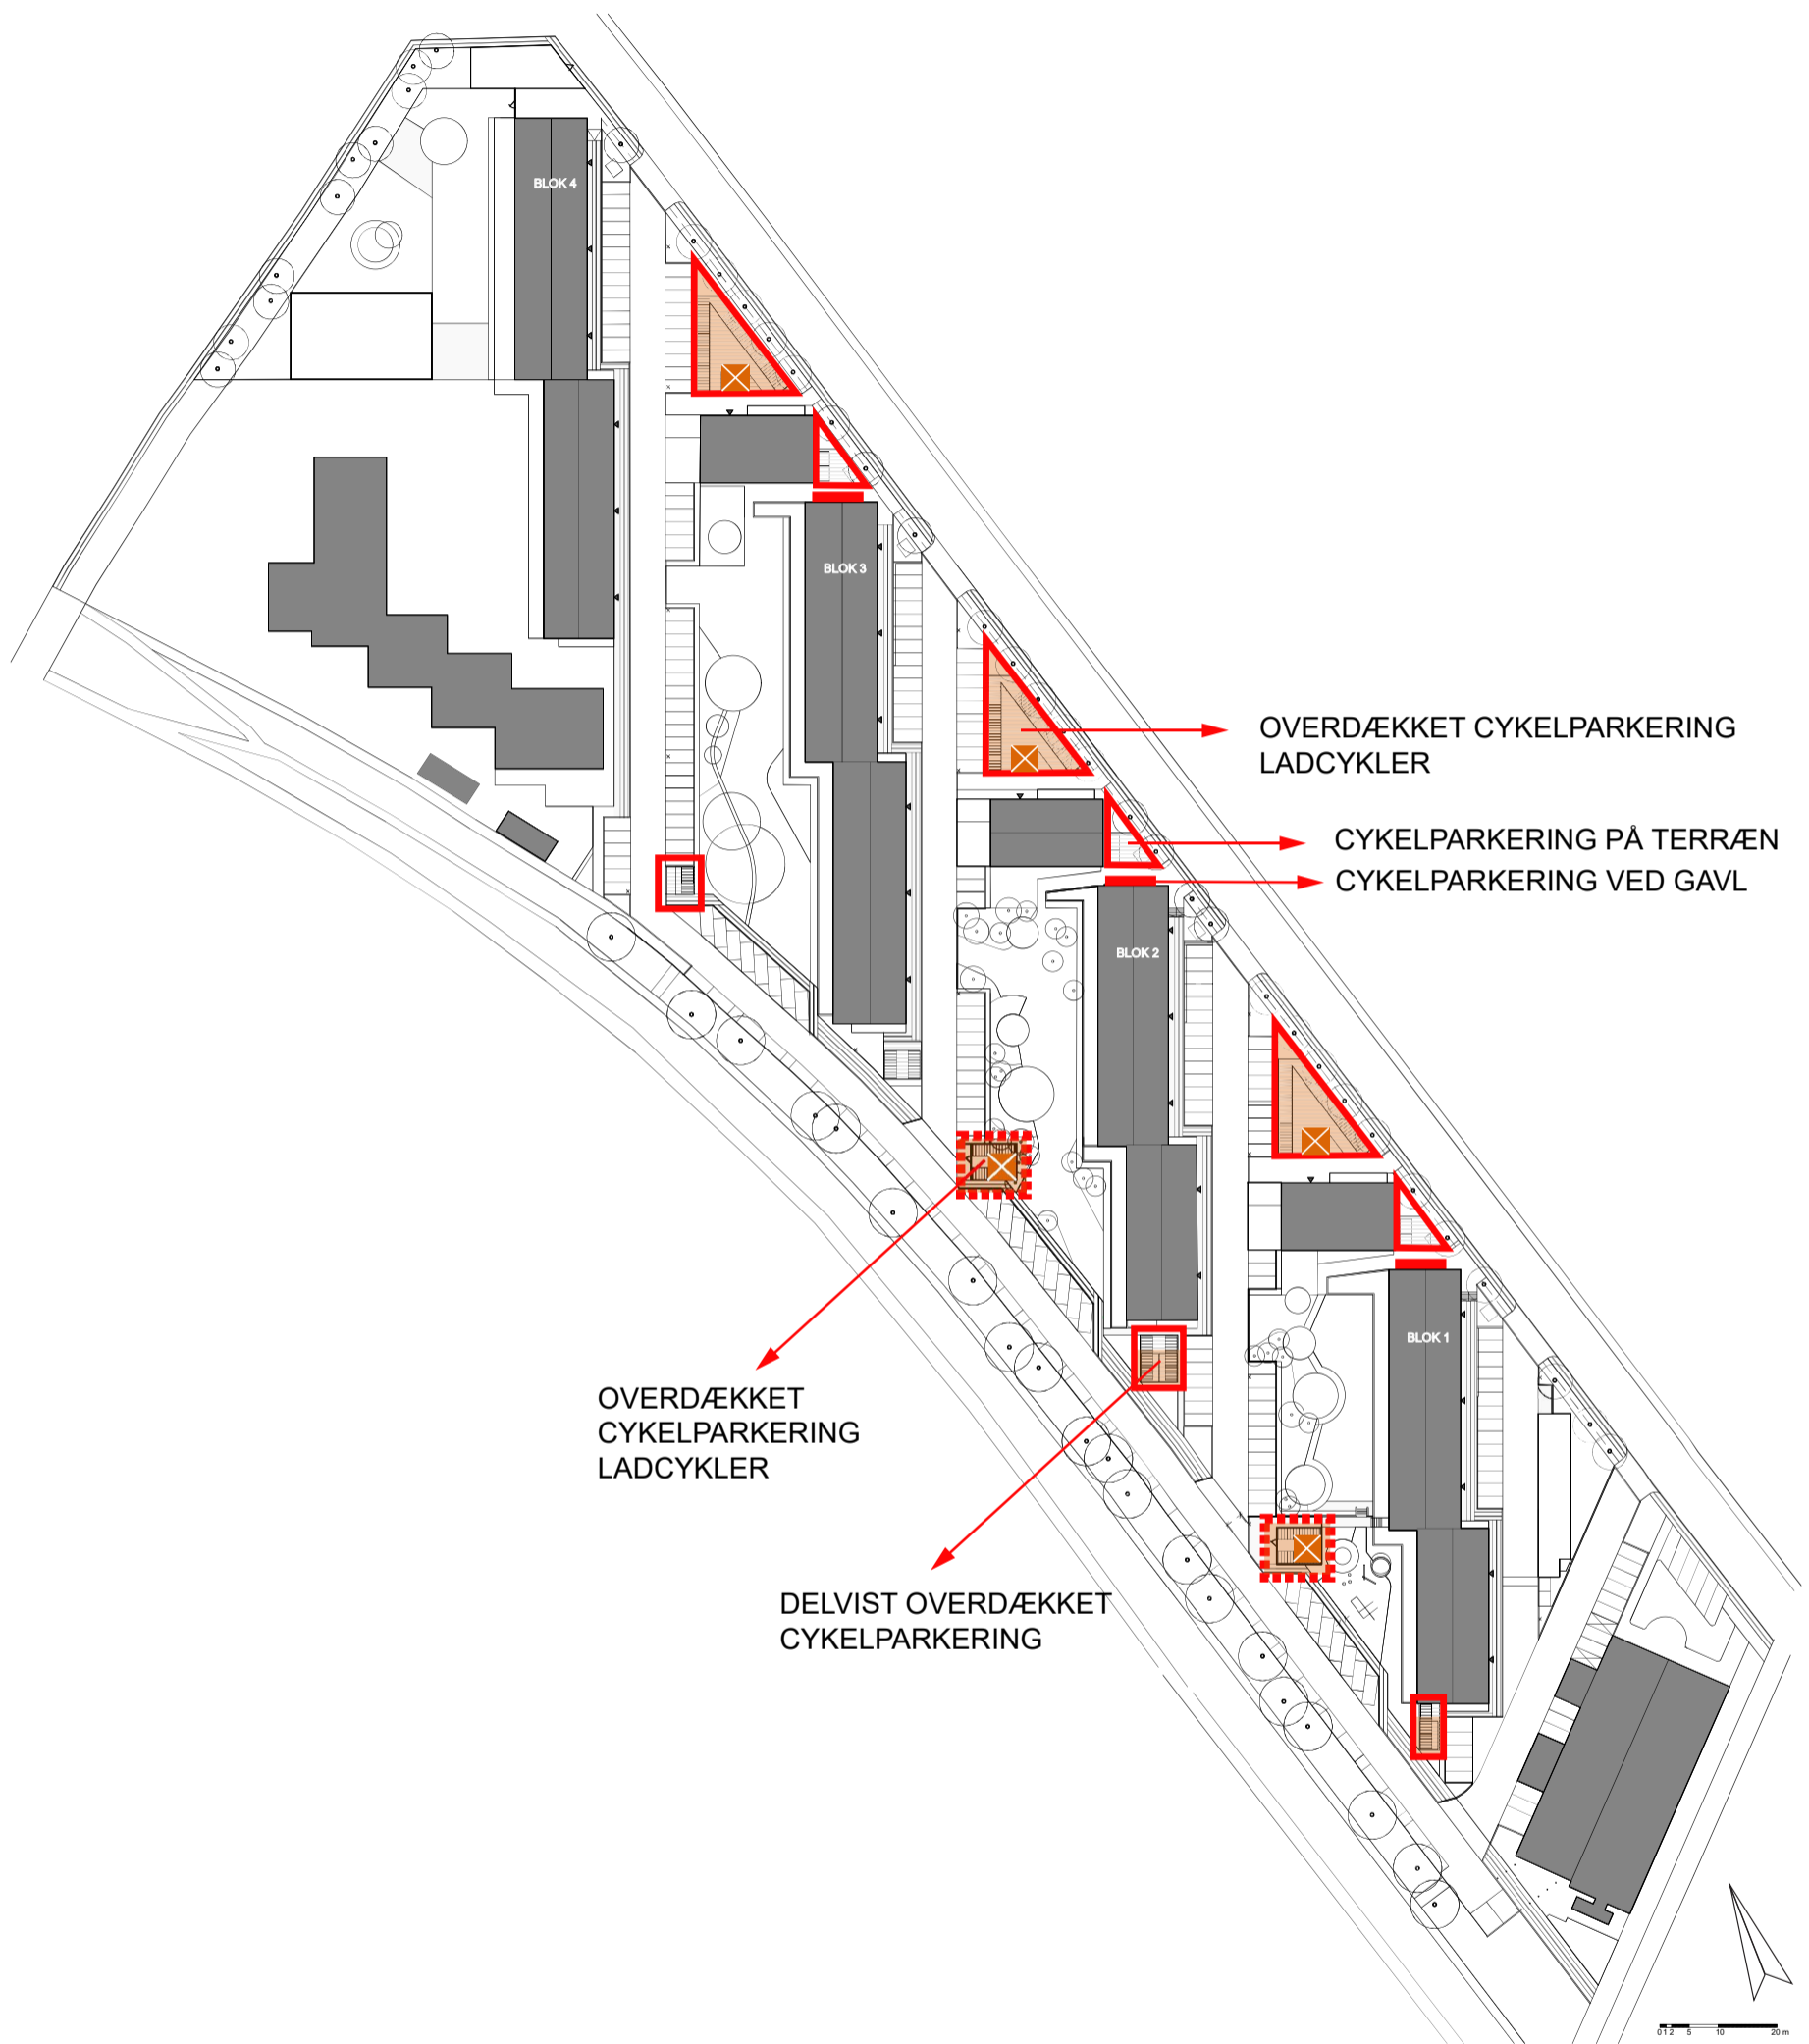 BLOK 4
BLOK 3
OVERDÆKKET CYKELPARKERING
LADCYKLER
CYKELPARKERING PÅ TERRÆN
CYKELPARKERING VED GAVL
BLOK 2
BLOK 1
OVERDÆKKET
CYKELPARKERING
LADCYKLER
DELVIST OVERDÆKKET
CYKELPARKERING
0 1 2 5 10 20 m